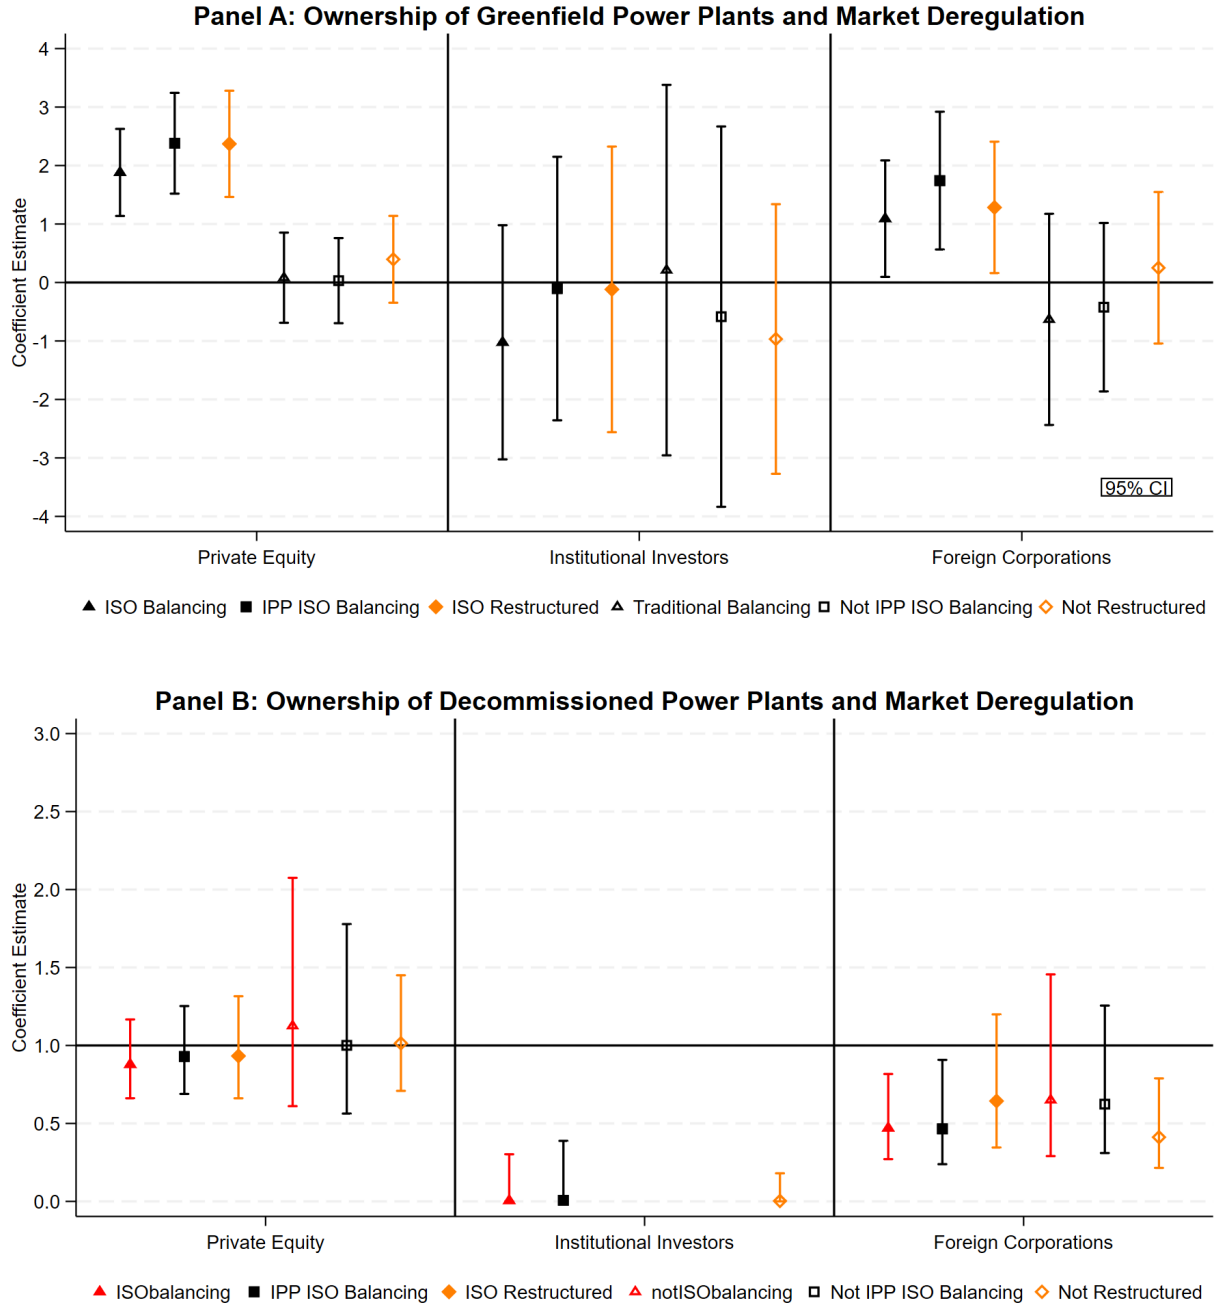 Panel A: Ownership of Greenfield Power Plants and Market Deregulation
Coefficient Estimate
4
3
2
1
0
-1
-2
-3
-4
95% CI
Private Equity Institutional Investors Foreign Corporations
ISO Balancing IPP ISO Balancing ISO Restructured Traditional Balancing Not IPP ISO Balancing Not Restructured
Panel B: Ownership of Decommissioned Power Plants and Market Deregulation
Coefficient Estimate
3.0
2.5
2.0
1.5
1.0
0.5
0.0
Private Equity Institutional Investors Foreign Corporations
ISObalancing IPP ISO Balancing ISO Restructured notISObalancing Not IPP ISO Balancing Not Restructured